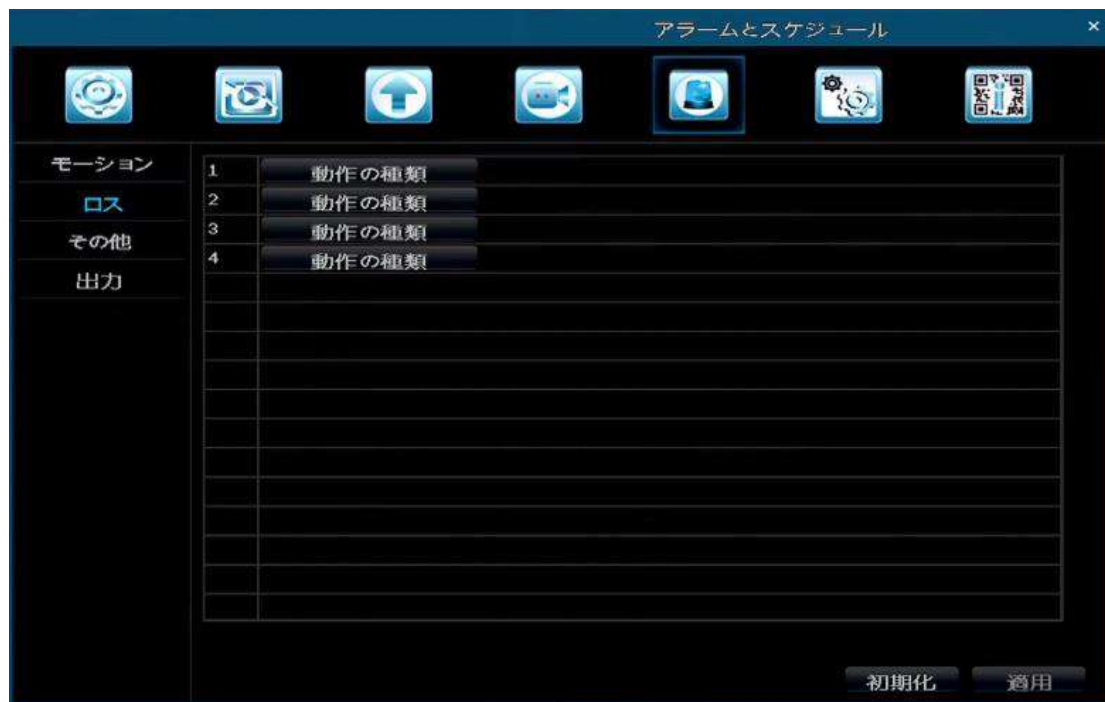 アラームとスケジュール ×
モーション
ロス
その他
出力
1 動作の種類
2 動作の種類
3 動作の種類
4 動作の種類
初期化 適用